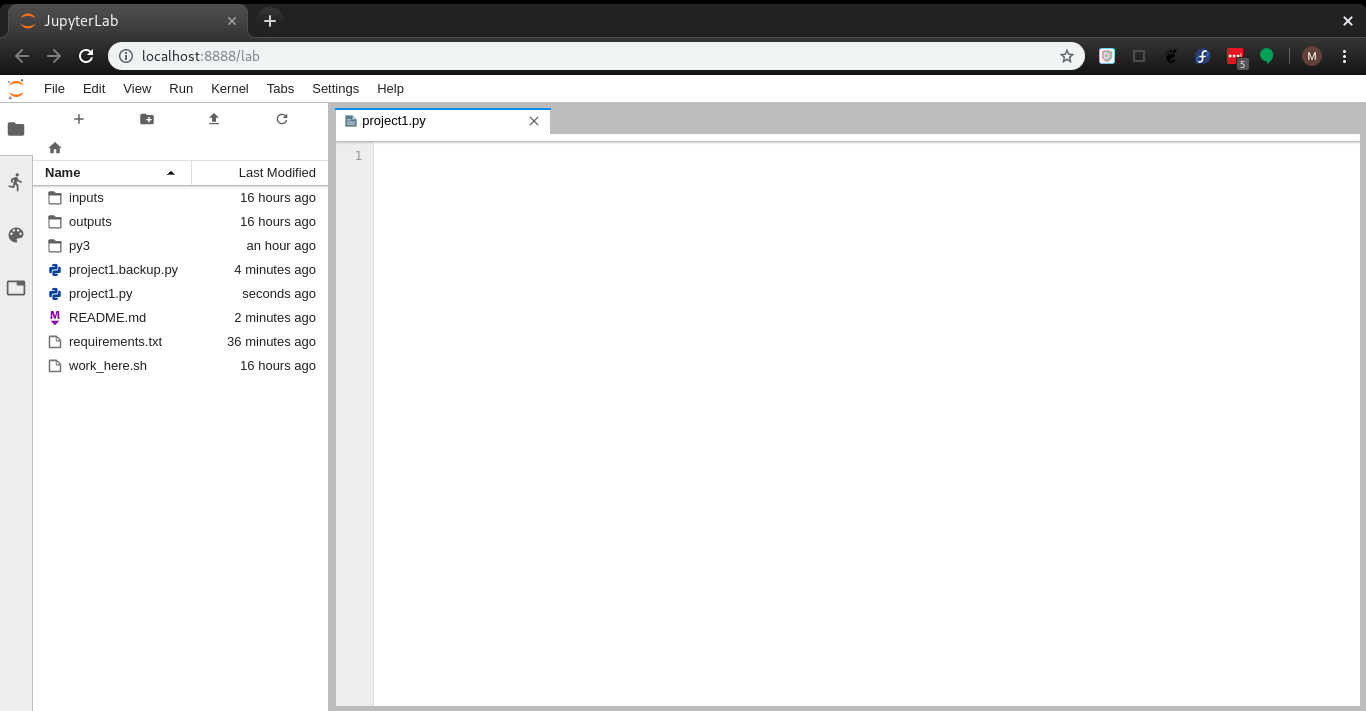 JupyterLab
localhost:8888/lab
5
M
File Edit View Run Kernel Tabs Settings Help
project1.py
Name Last Modified
inputs 16 hours ago
outputs 16 hours ago
py3 an hour ago
project1.backup.py 4 minutes ago
project1.py seconds ago
README.md 2 minutes ago
requirements.txt 36 minutes ago
work_here.sh 16 hours ago
1